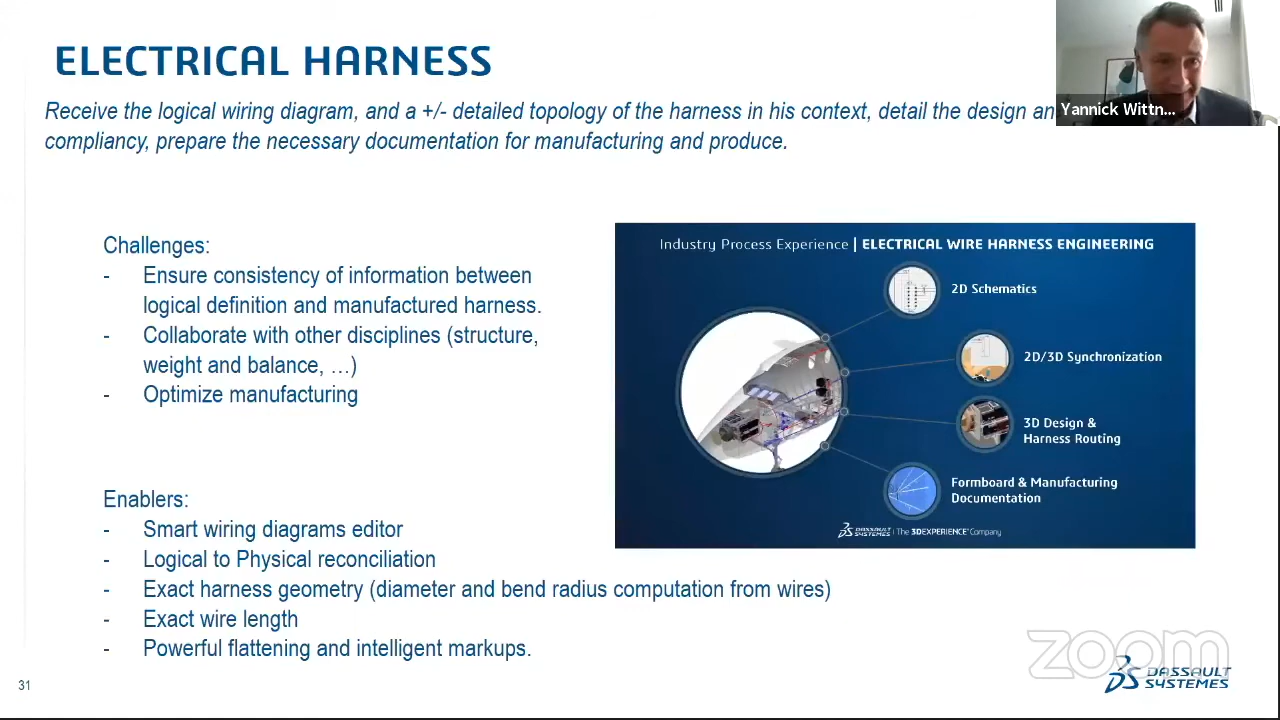 ELECTRICAL HARNESS
Receive the logical wiring diagram, and a +/- detailed topology of the harness in his context, detail the design an
compliancy, prepare the necessary documentation for manufacturing and produce.
Yannick Wittn...
Challenges:
- Ensure consistency of information between
logical definition and manufactured harness.
- Collaborate with other disciplines (structure,
weight and balance, …)
- Optimize manufacturing
Enablers:
- Smart wiring diagrams editor
- Logical to Physical reconciliation
- Exact harness geometry (diameter and bend radius computation from wires)
- Exact wire length
- Powerful flattening and intelligent markups.
Industry Process Experience | ELECTRICAL WIRE HARNESS ENGINEERING
2D Schematics
2D/3D Synchronization
3D Design &
Harness Routing
Formboard & Manufacturing
Documentation
DASSAULT
SYSTEMES | The 3DEXPERIENCE® Company
zoom
DASSAULT
SYSTEMES
31